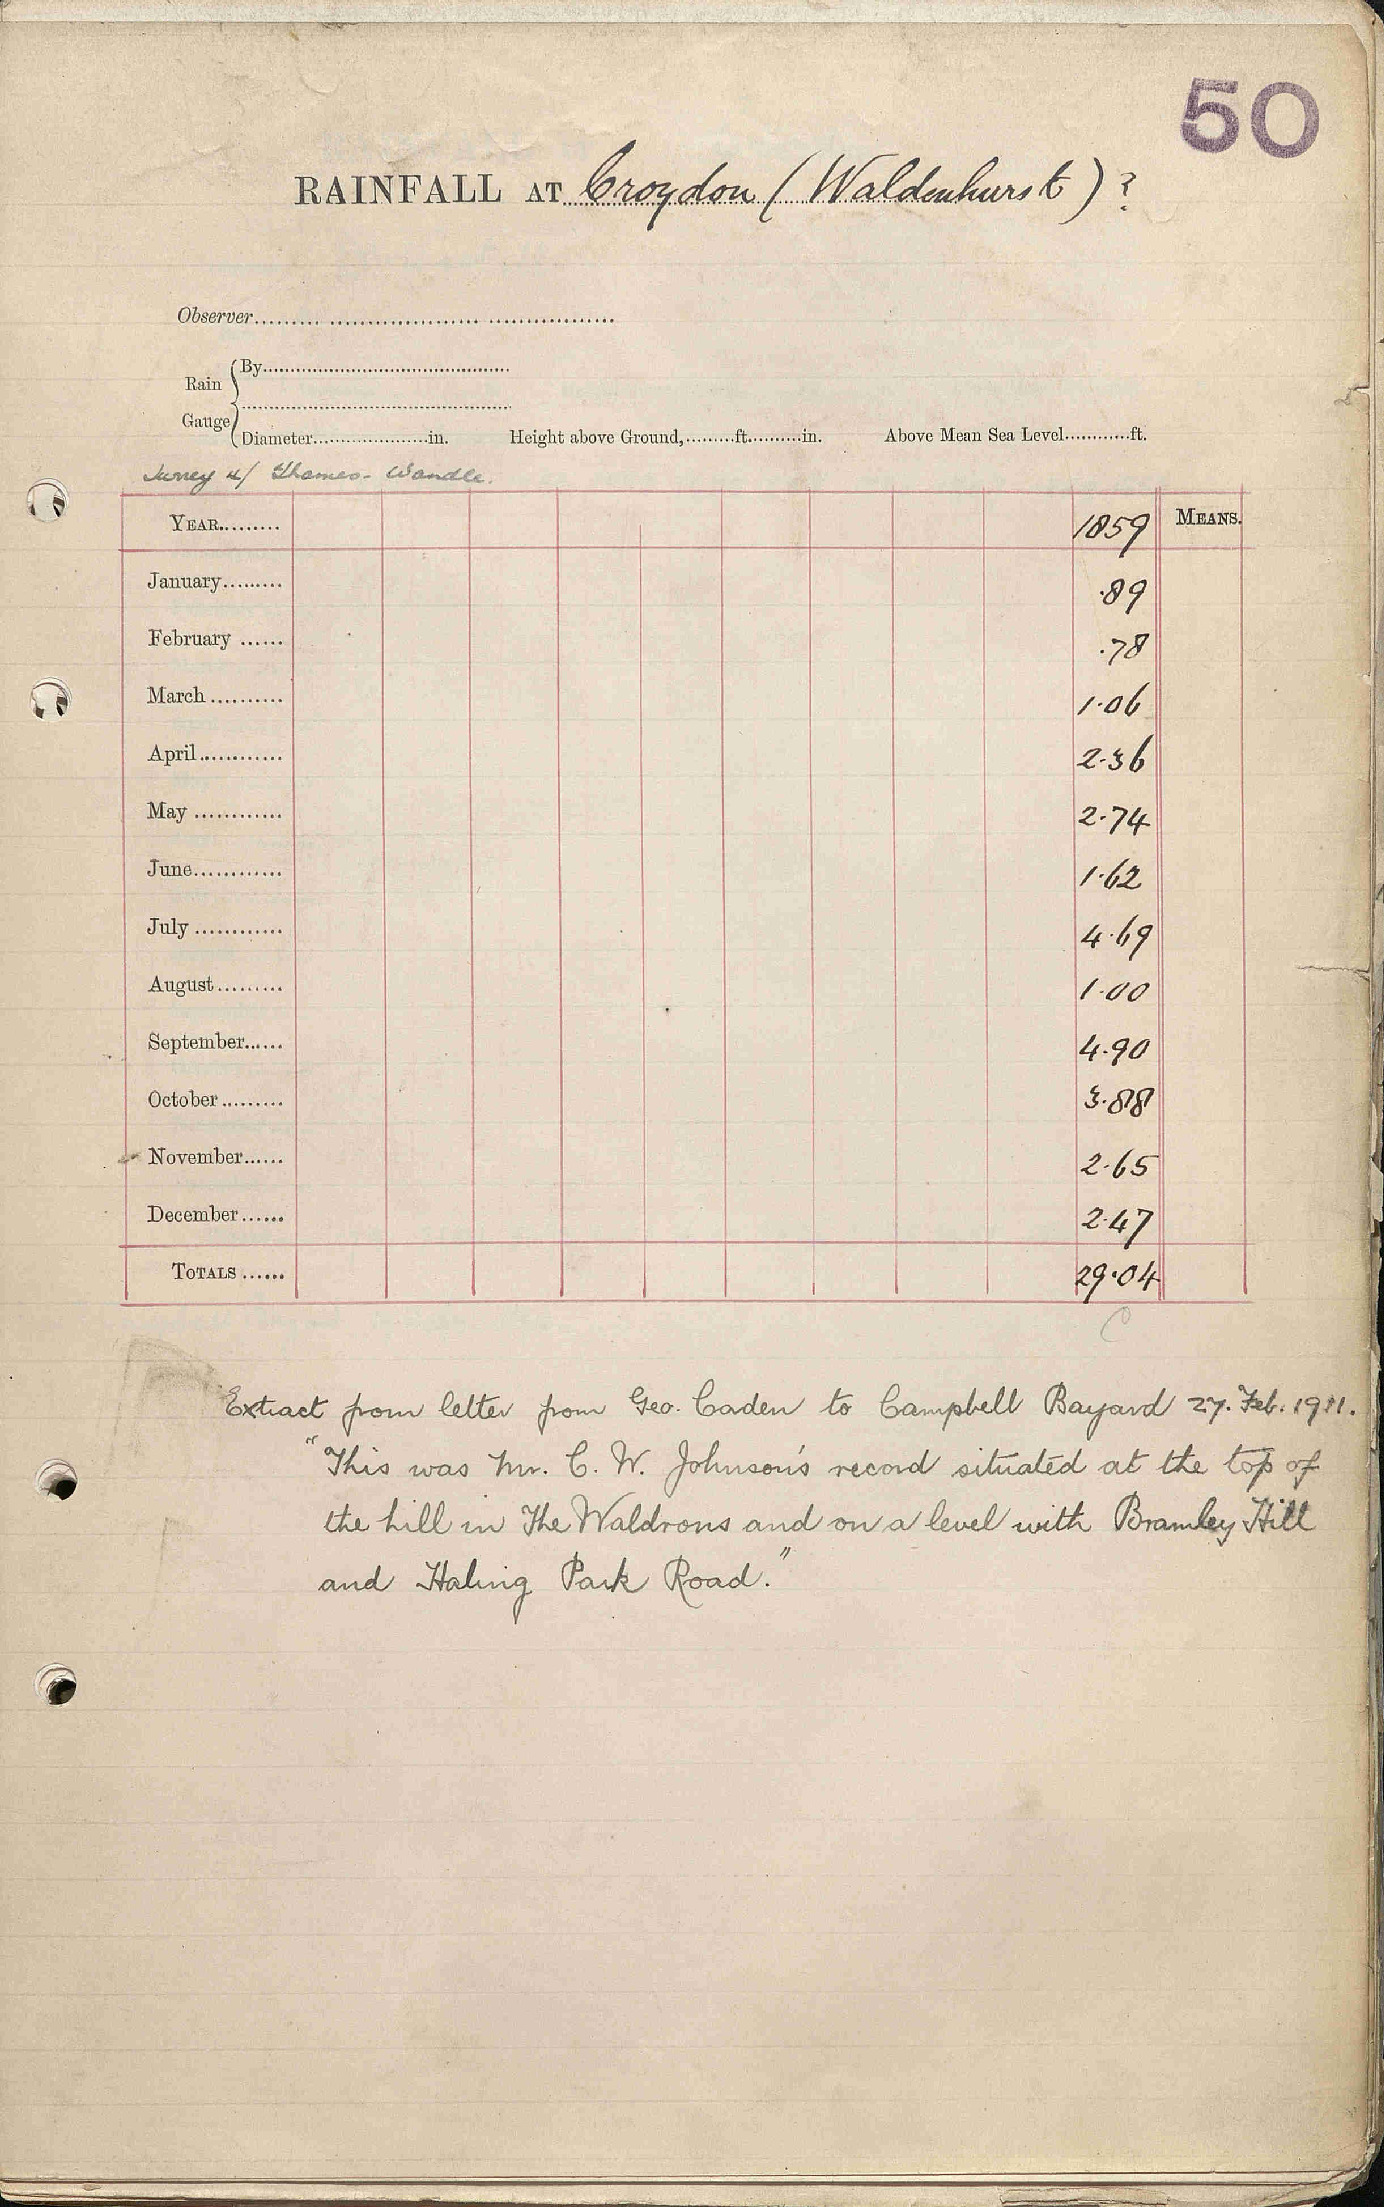 50
RAINFALL AT Croydon (Waldenhurst) ?
Observer
Rain Gauge { By
Diameter in. Height above Ground, ft. in. Above Mean Sea Level ft.
Surrey 4/ Thames - Wandle.
YEAR 1859 MEANS.
January .89
February .78
March 1.06
April 2.36
May 2.74
June 1.62
July 4.69
August 1.00
September 4.90
October 3.88
November 2.65
December 2.47
TOTALS 29.04
C
Extract from letter from Geo. Caden to Campbell Bayard 27. Feb. 1911.
"This was Mr. C. W. Johnson's record situated at the top of
the hill in The Waldrons and on a level with Bramley Hill
and Haling Park Road."